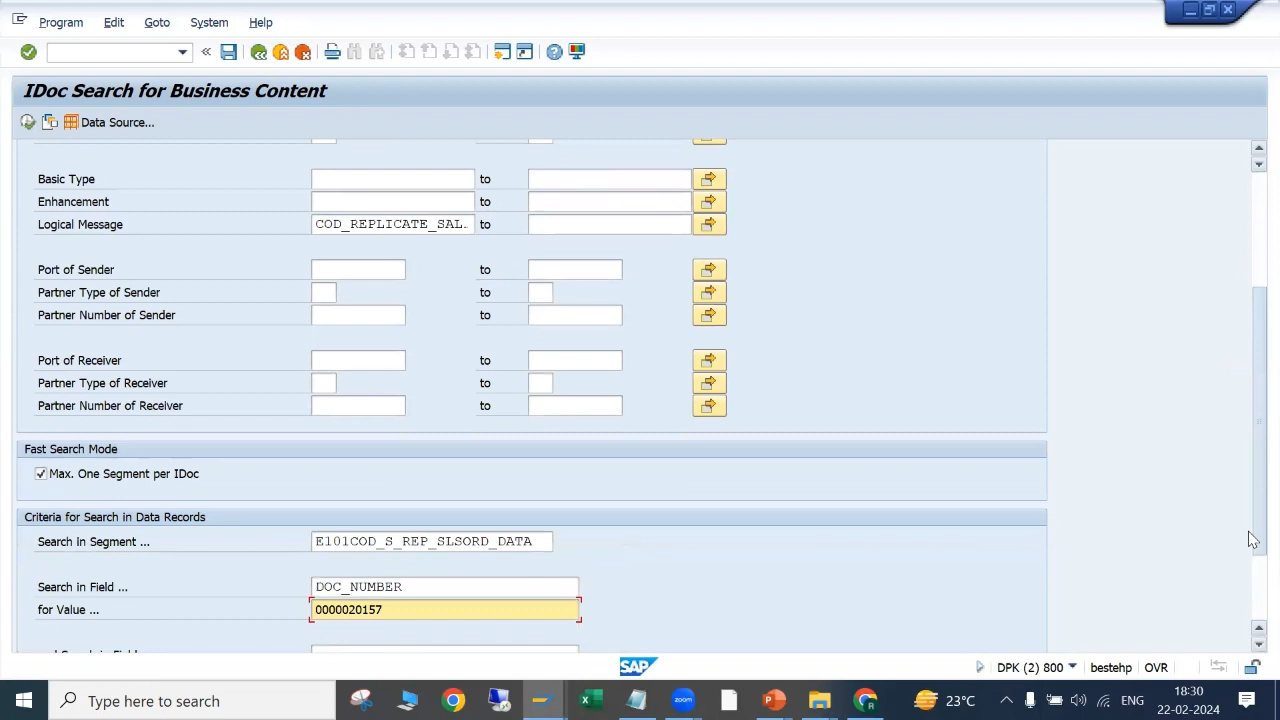 Program Edit Goto System Help
IDoc Search for Business Content
Data Source...
Basic Type to
Enhancement to
Logical Message COD_REPLICATE_SAL. to
Port of Sender to
Partner Type of Sender to
Partner Number of Sender to
Port of Receiver to
Partner Type of Receiver to
Partner Number of Receiver to
Fast Search Mode
Max. One Segment per IDoc
Criteria for Search in Data Records
Search in Segment ... E101COD_S_REP_SLSORD_DATA
Search in Field ... DOC_NUMBER
for Value ... 0000020157
SAP DPK (2) 800 bestehp OVR
Type here to search 23°C ENG 18:30
22-02-2024